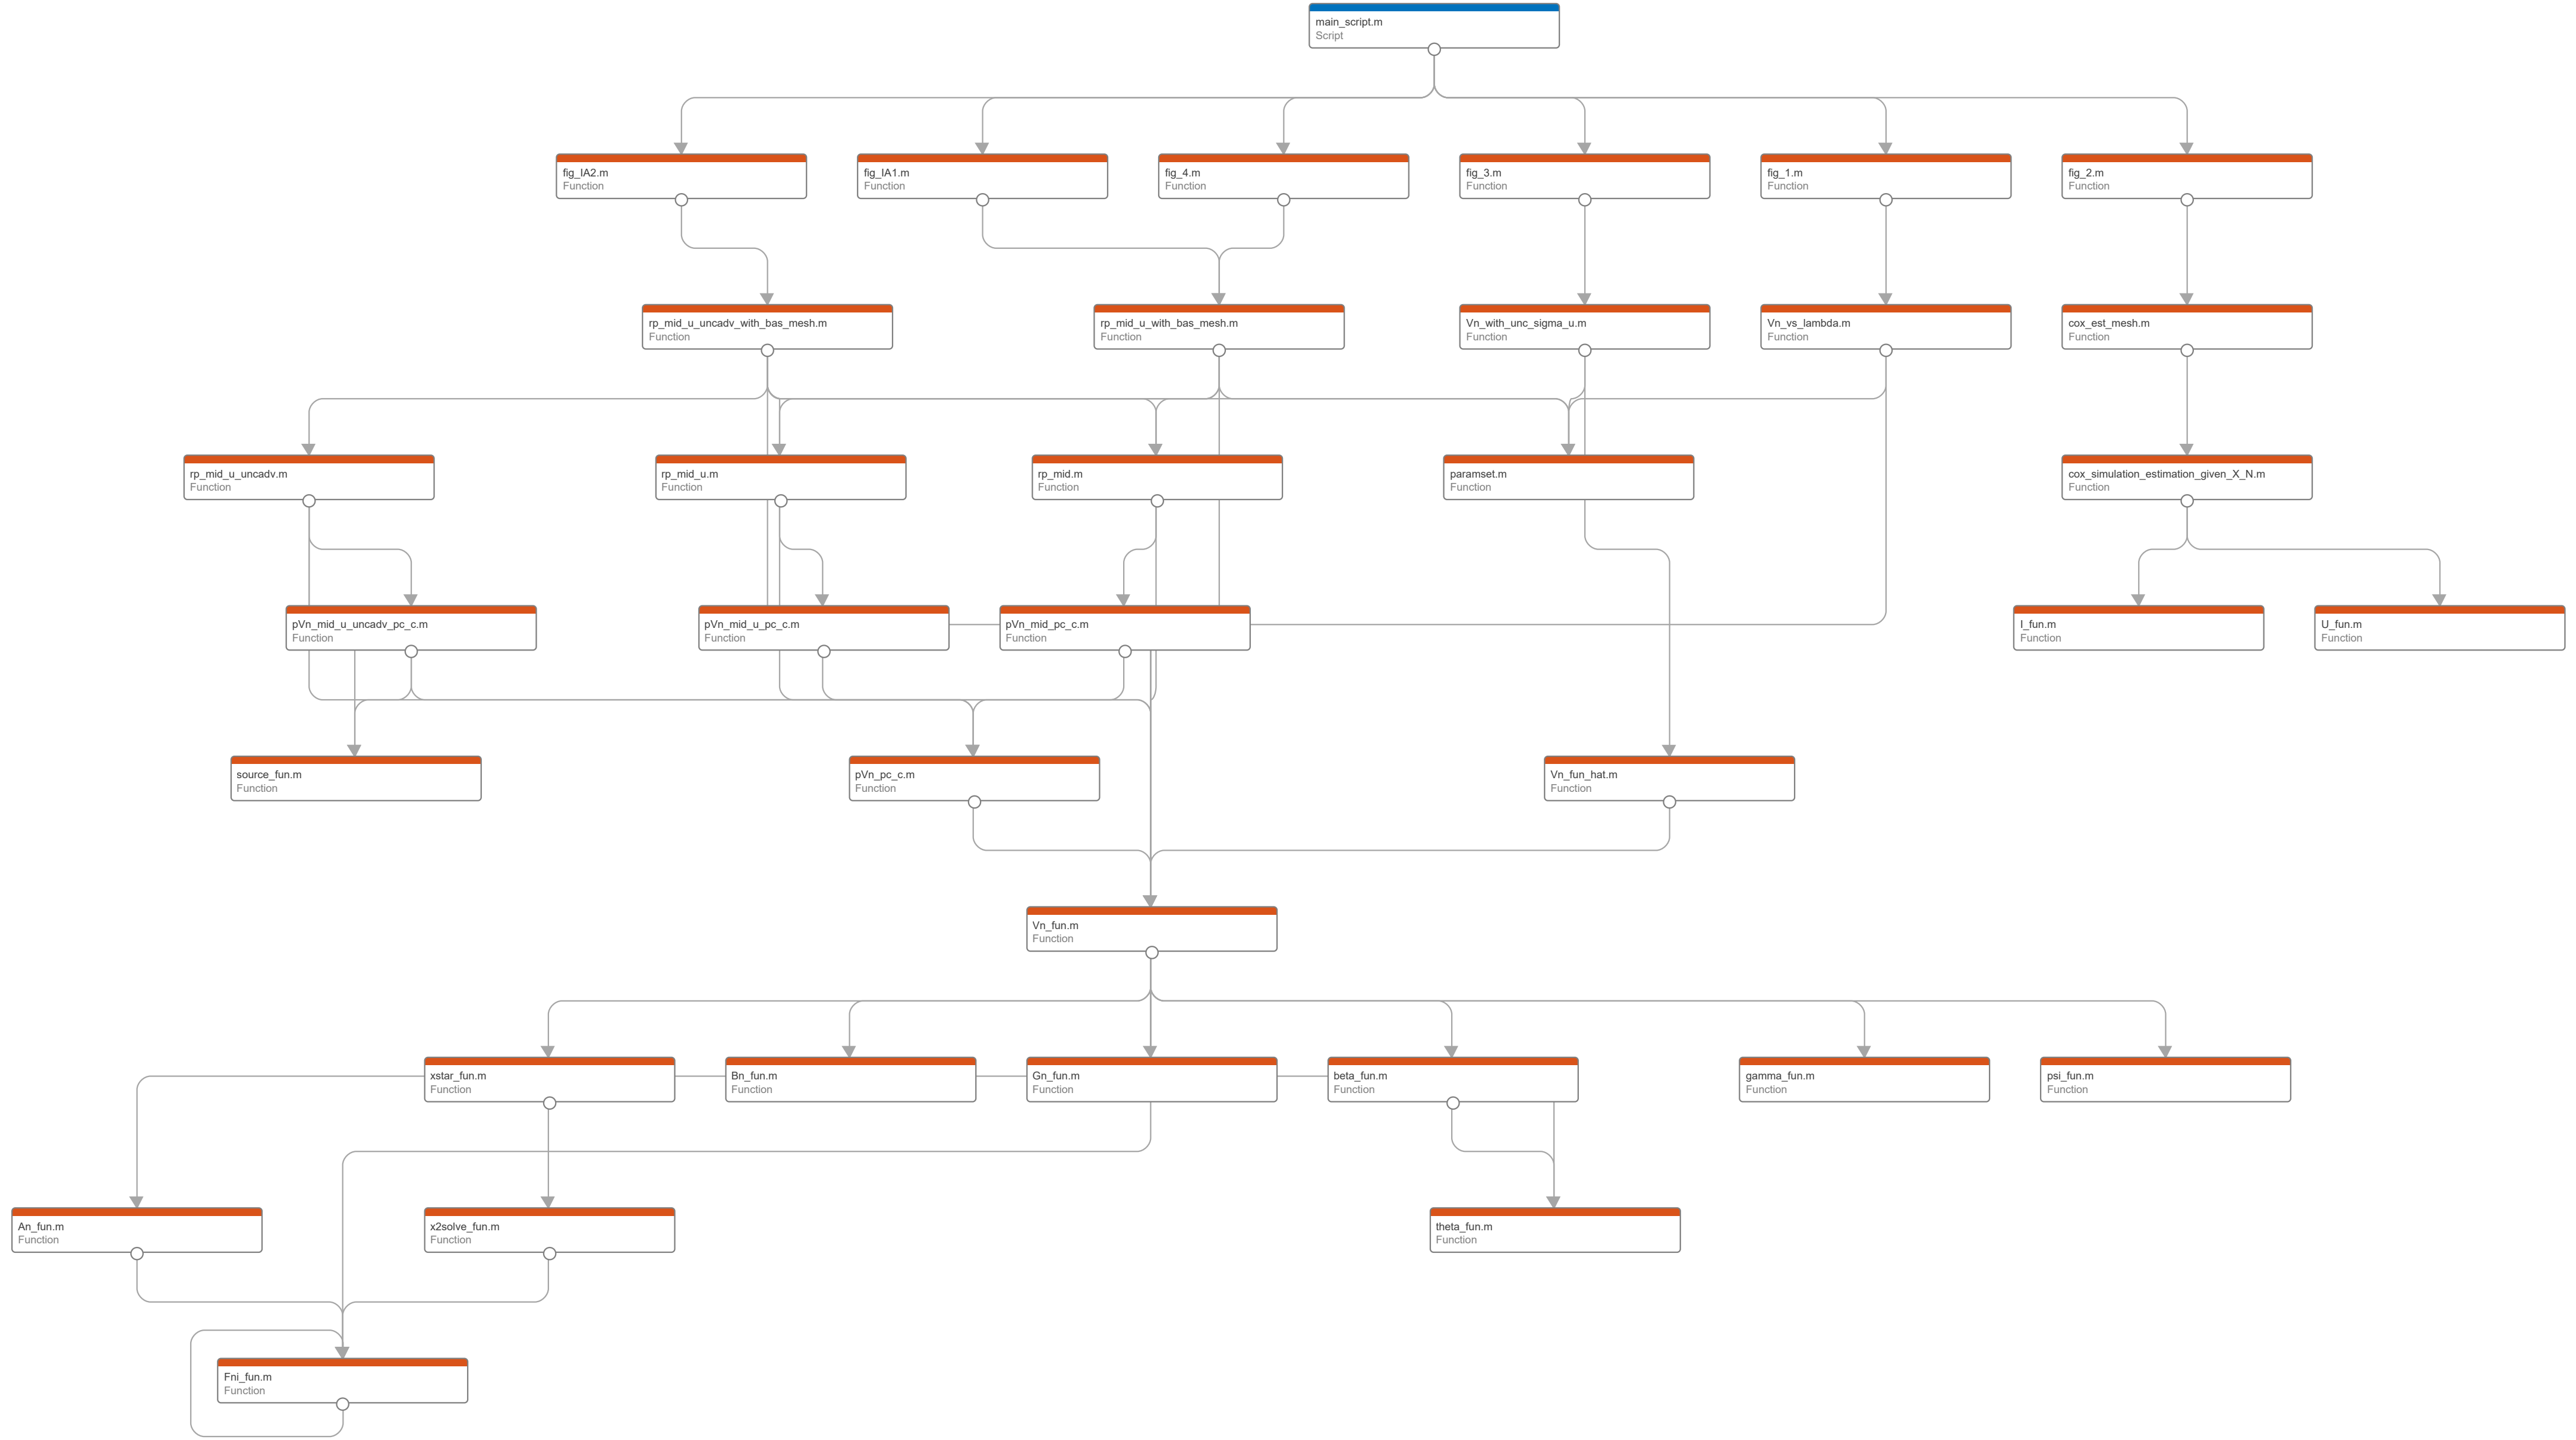 main_script.m
Script
fig_IA2.m
Function
fig_IA1.m
Function
fig_4.m
Function
fig_3.m
Function
fig_1.m
Function
fig_2.m
Function
rp_mid_u_uncadv_with_bas_mesh.m
Function
rp_mid_u_with_bas_mesh.m
Function
Vn_with_unc_sigma_u.m
Function
Vn_vs_lambda.m
Function
cox_est_mesh.m
Function
rp_mid_u_uncadv.m
Function
rp_mid_u.m
Function
rp_mid.m
Function
paramset.m
Function
cox_simulation_estimation_given_X_N.m
Function
pVn_mid_u_uncadv_pc_c.m
Function
pVn_mid_u_pc_c.m
Function
pVn_mid_pc_c.m
Function
I_fun.m
Function
U_fun.m
Function
source_fun.m
Function
pVn_pc_c.m
Function
Vn_fun_hat.m
Function
Vn_fun.m
Function
xstar_fun.m
Function
Bn_fun.m
Function
Gn_fun.m
Function
beta_fun.m
Function
gamma_fun.m
Function
psi_fun.m
Function
An_fun.m
Function
x2solve_fun.m
Function
theta_fun.m
Function
Fni_fun.m
Function